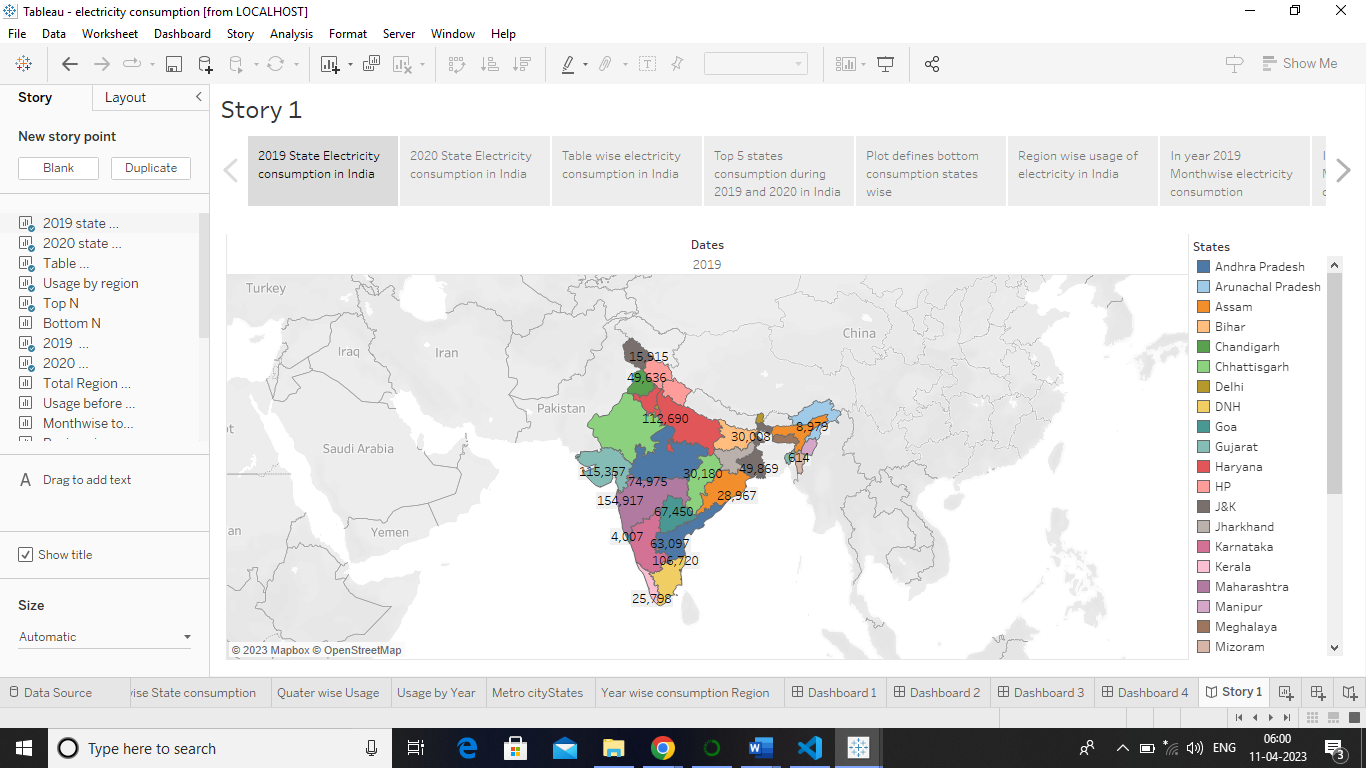 Tableau - electricity consumption [from LOCALHOST]
File Data Worksheet Dashboard Story Analysis Format Server Window Help
Show Me
Story Layout
New story point
Blank Duplicate
2019 state ...
2020 state ...
Table ...
Usage by region
Top N
Bottom N
2019 ...
2020 ...
Total Region ...
Usage before ...
Monthwise to...
A Drag to add text
Show title
Size
Automatic
Story 1
2019 State Electricity
consumption in India
2020 State Electricity
consumption in India
Table wise electricity
consumption in India
Top 5 states
consumption during
2019 and 2020 in India
Plot defines bottom
consumption states
wise
Region wise usage of
electricity in India
In year 2019
Monthwise electricity
consumption
Dates
2019
Turkey
Iraq
Iran
China
Pakistan
Saudi Arabia
Yemen
15,915
49,636
112,690
30,008
8,979
614
115,357
74,975
30,180
49,869
154,917
28,967
67,450
4,007
63,097
106,720
25,798
© 2023 Mapbox © OpenStreetMap
States
Andhra Pradesh
Arunachal Pradesh
Assam
Bihar
Chandigarh
Chhattisgarh
Delhi
DNH
Goa
Gujarat
Haryana
HP
J&K
Jharkhand
Karnataka
Kerala
Maharashtra
Manipur
Meghalaya
Mizoram
Data Source State consumption Quater wise Usage Usage by Year Metro cityStates Year wise consumption Region Dashboard 1 Dashboard 2 Dashboard 3 Dashboard 4 Story 1
Type here to search
ENG
06:00
11-04-2023
3